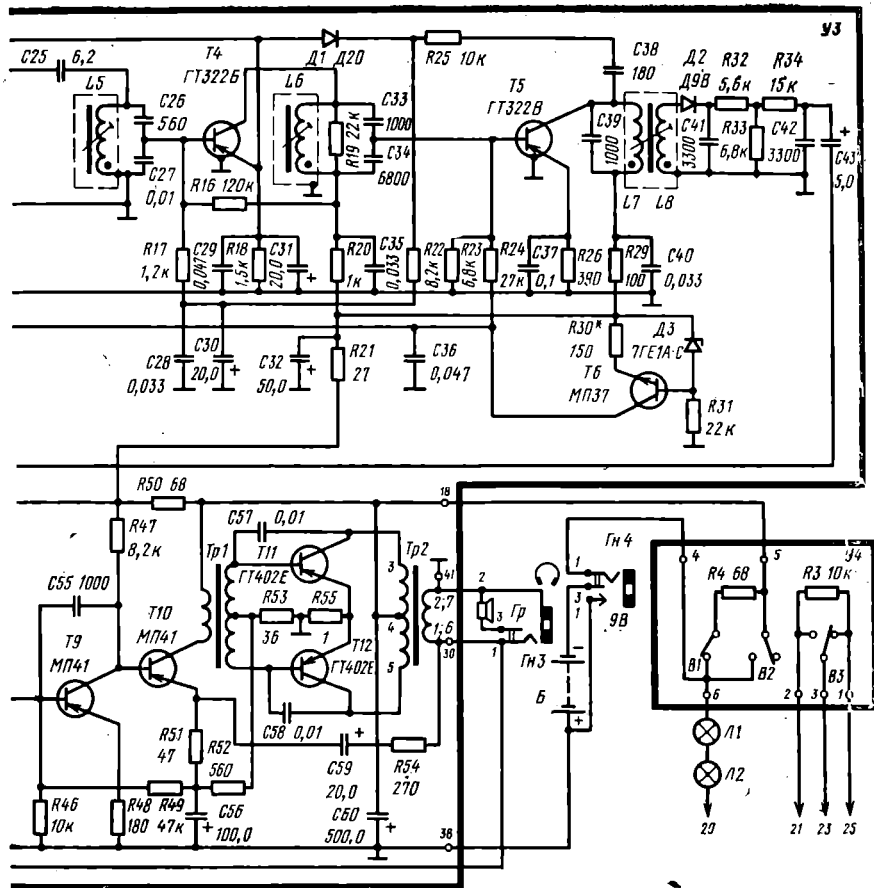 У3
C25 6,2
L5
C26
560
C27
0,01
T4
ГТ322Б
Д1 Д20
L6
R19 22к
C33
1000
C34
6800
R25 10к
T5
ГТ322В
C38
180
C39
1000
L7 L8
Д2
Д9В
C41
3300
R32
5,6к
R33
6,8к
R34
15к
C42
3300
+
C43
5,0
R16 120к
R17
1,2к
C29
0,047
R18
1,5к
C31
20,0
+
R20
1к
C35
0,033
R22
8,2к
R23
6,8к
R24
27к
C37
0,1
R26
390
R29
100
C40
0,033
C28
0,033
C30
20,0
+
C32
50,0
+
R21
27
C36
0,047
R30*
150
Д3
7ГЕ1А-С
T6
МП37
R31
22к
R50 68
R47
8,2к
C55 1000
T9
МП41
T10
МП41
Тр1
C57 0,01
T11
ГТ402Е
R53
36
R55
1
T12
ГТ402Е
C58 0,01
3
4
5
Тр2
41
2;7
1;6
30
18
38
R51
47
R52
560
R46
10к
R48
180
R49
47к
C56
100,0
+
C59
20,0
+
R54
270
C60
500,0
+
2
3
1
Гр
Гн3
Гн4
1
3
1
9В
−
Б
+
У4
4
5
R4 68
R3 10к
В1
В2
В3
6
2
3
1
Л1
Л2
20
21
23
25